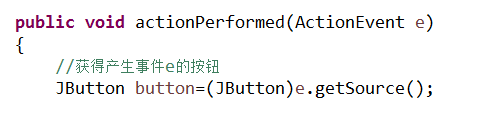 public void actionPerformed(ActionEvent e)
{
//获得产生事件e的按钮
JButton button=(JButton)e.getSource();